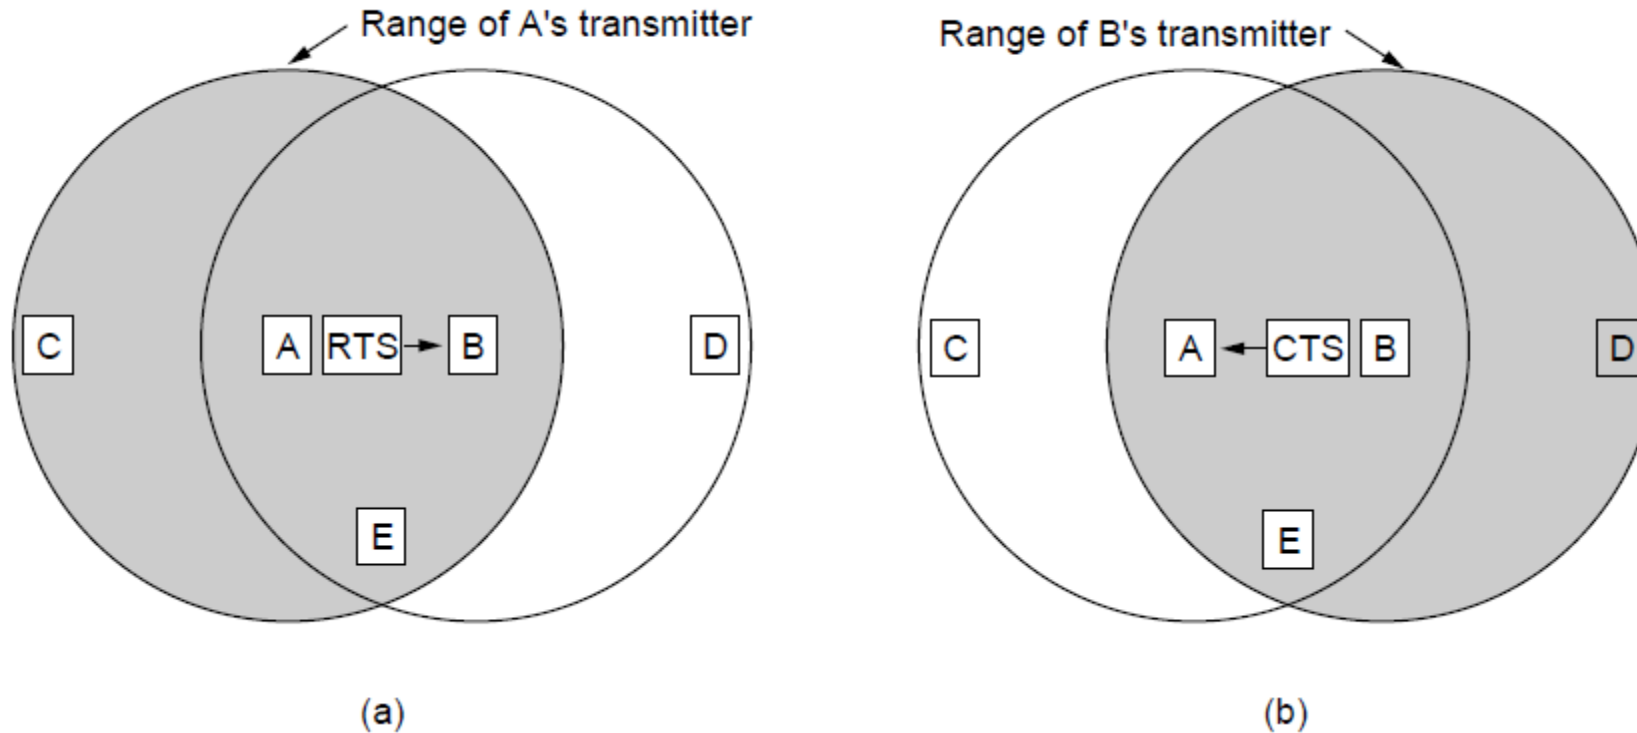 Range of A's transmitter
Range of B's transmitter
C
A
RTS
B
D
E
(a)
C
A
CTS
B
D
E
(b)